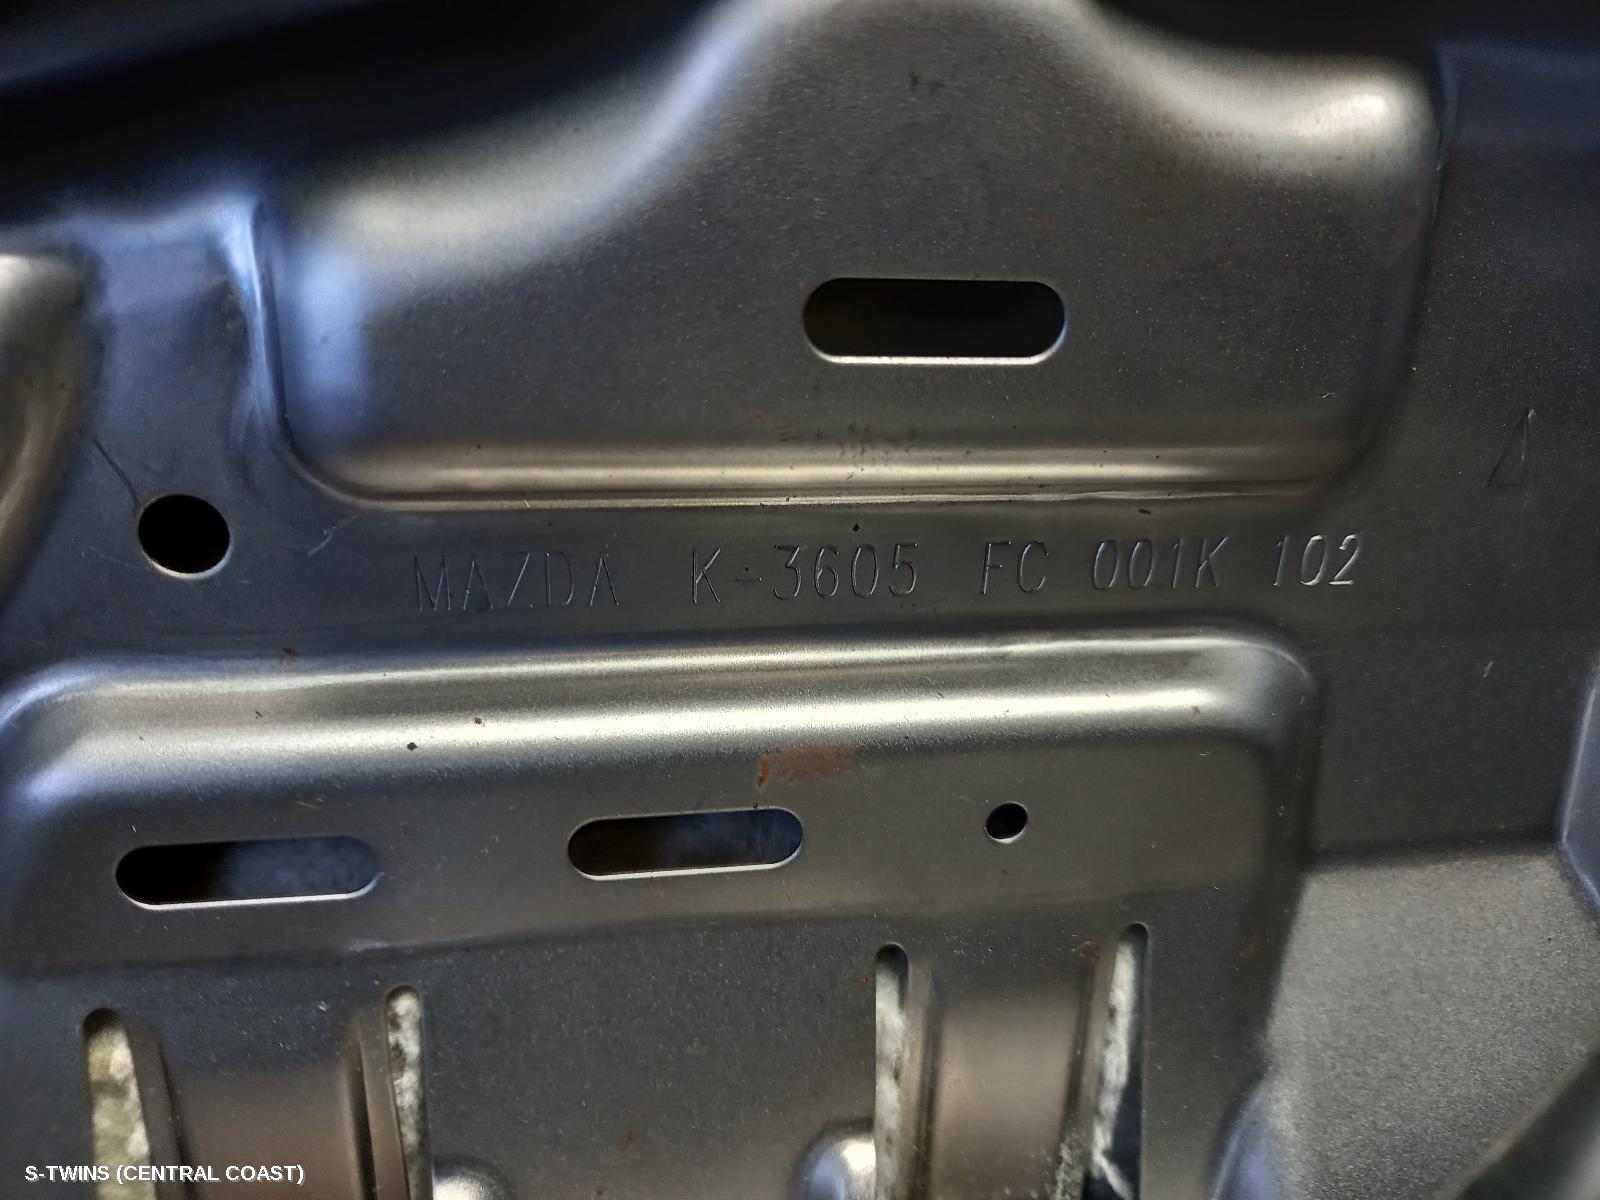 MAZDA K-3605 FC 001K 102
S-TWINS (CENTRAL COAST)